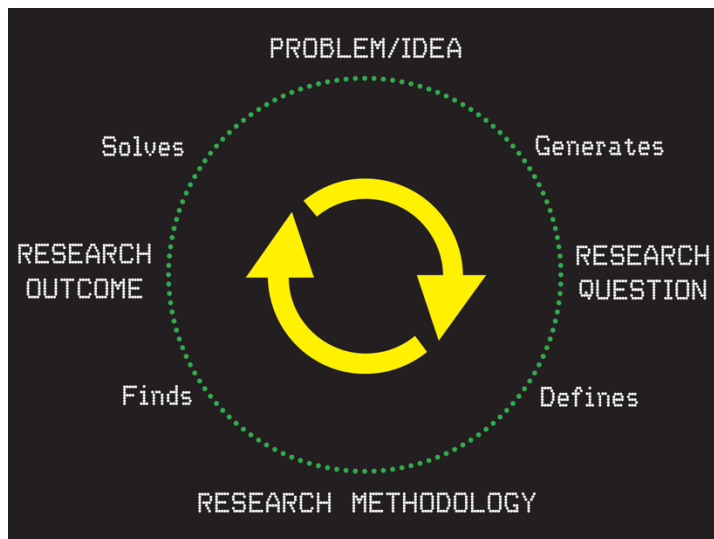 PROBLEM/IDEA
Solves
Generates
RESEARCH
OUTCOME
RESEARCH
QUESTION
Finds
Defines
RESEARCH METHODOLOGY